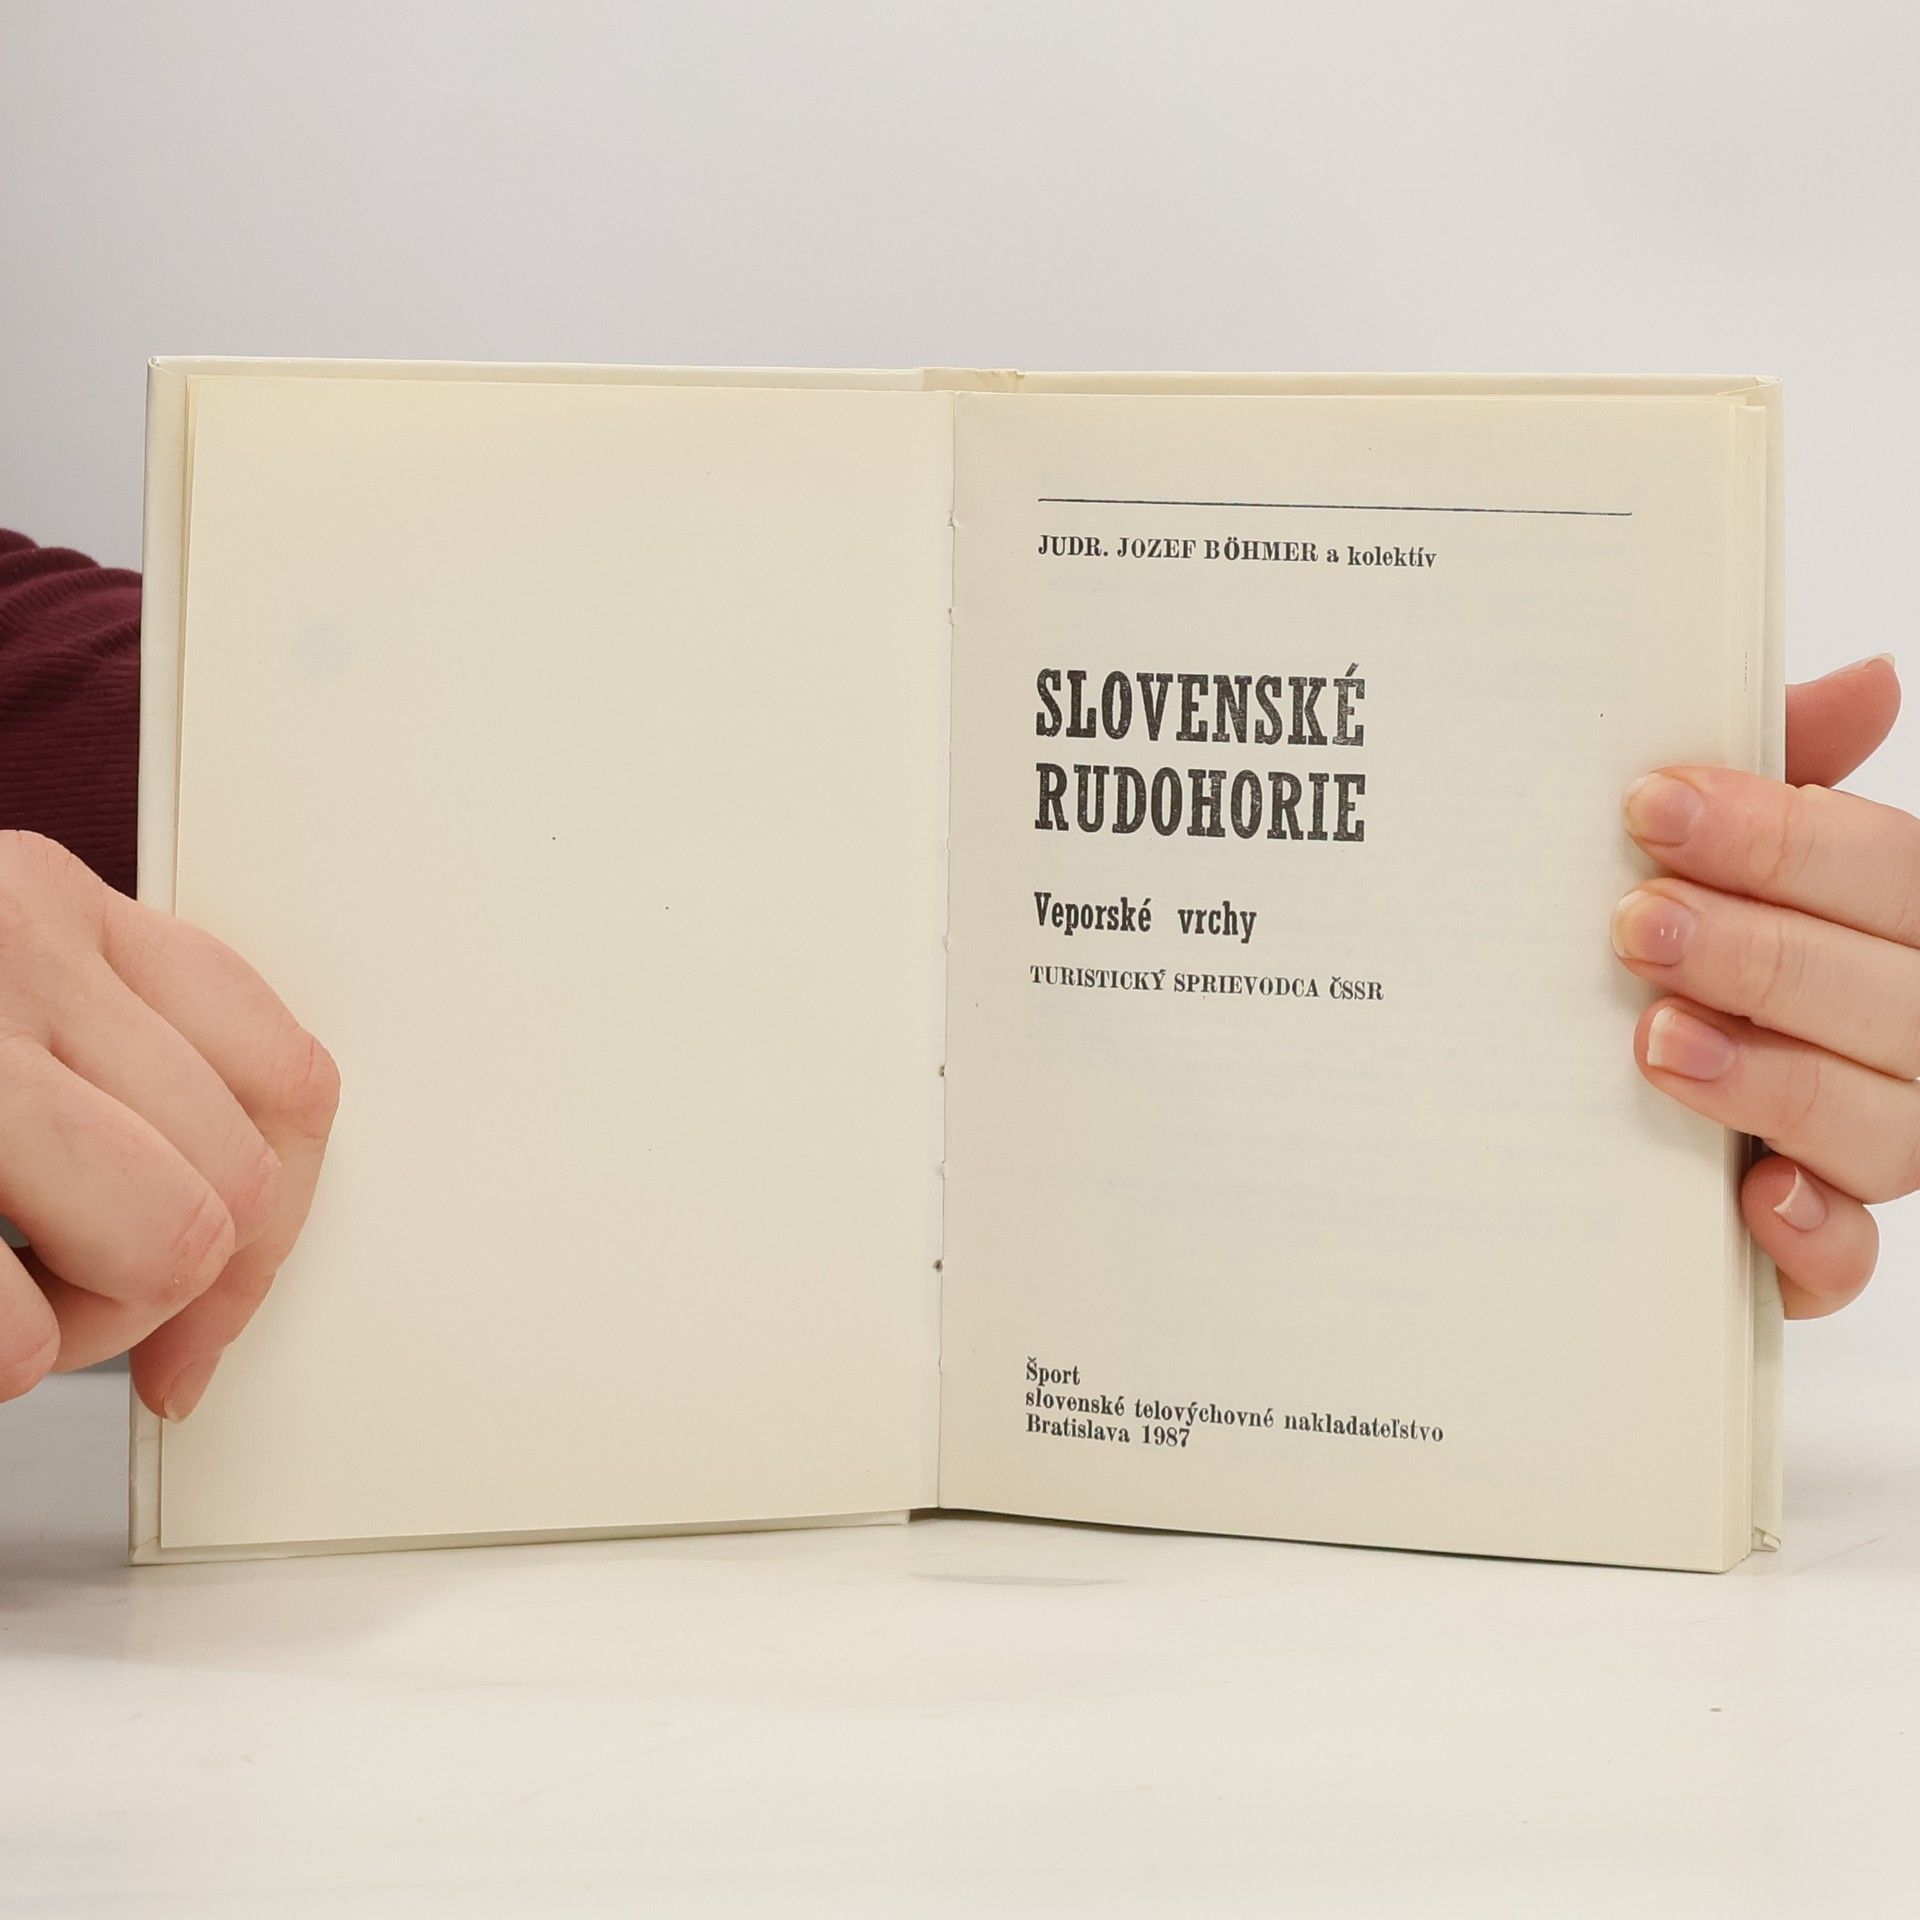 JUDR. JOZEF BÖHMER a kolektív
SLOVENSKÉ
RUDOHORIE
Veporské vrchy
TURISTICKÝ SPRIEVODCA ČSSR
Šport
slovenské telovýchovné nakladateľstvo
Bratislava 1987